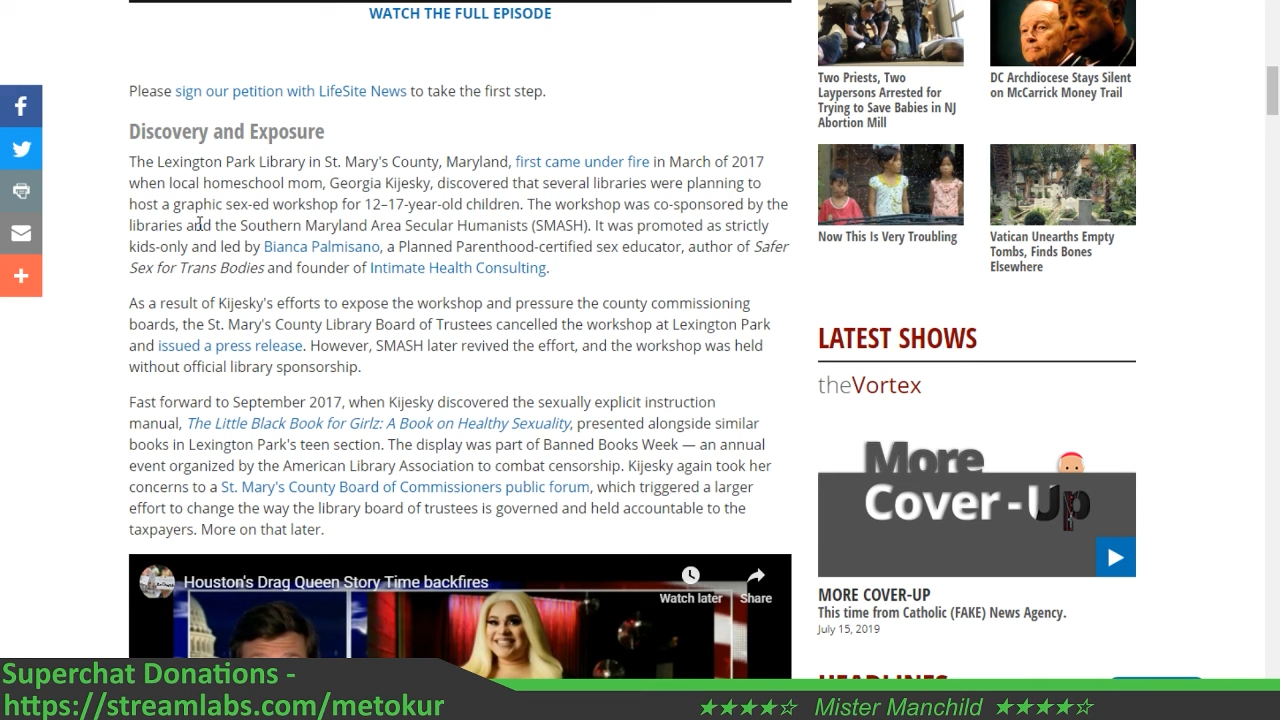 WATCH THE FULL EPISODE
Please sign our petition with LifeSite News to take the first step.
Discovery and Exposure
The Lexington Park Library in St. Mary's County, Maryland, first came under fire in March of 2017
when local homeschool mom, Georgia Kijesky, discovered that several libraries were planning to
host a graphic sex-ed workshop for 12–17-year-old children. The workshop was co-sponsored by the
libraries and the Southern Maryland Area Secular Humanists (SMASH). It was promoted as strictly
kids-only and led by Bianca Palmisano, a Planned Parenthood-certified sex educator, author of Safer
Sex for Trans Bodies and founder of Intimate Health Consulting.
As a result of Kijesky's efforts to expose the workshop and pressure the county commissioning
boards, the St. Mary's County Library Board of Trustees cancelled the workshop at Lexington Park
and issued a press release. However, SMASH later revived the effort, and the workshop was held
without official library sponsorship.
Fast forward to September 2017, when Kijesky discovered the sexually explicit instruction
manual, The Little Black Book for Girlz: A Book on Healthy Sexuality, presented alongside similar
books in Lexington Park's teen section. The display was part of Banned Books Week — an annual
event organized by the American Library Association to combat censorship. Kijesky again took her
concerns to a St. Mary's County Board of Commissioners public forum, which triggered a larger
effort to change the way the library board of trustees is governed and held accountable to the
taxpayers. More on that later.
Houston's Drag Queen Story Time backfires
Watch later
Share
Two Priests, Two
Laypersons Arrested for
Trying to Save Babies in NJ
Abortion Mill
DC Archdiocese Stays Silent
on McCarrick Money Trail
Now This Is Very Troubling
Vatican Unearths Empty
Tombs, Finds Bones
Elsewhere
LATEST SHOWS
theVortex
More
Cover-Up
MORE COVER-UP
This time from Catholic (FAKE) News Agency.
July 15, 2019
HEADLINES
Superchat Donations -
https://streamlabs.com/metokur
★★★★☆ Mister Manchild ★★★★☆